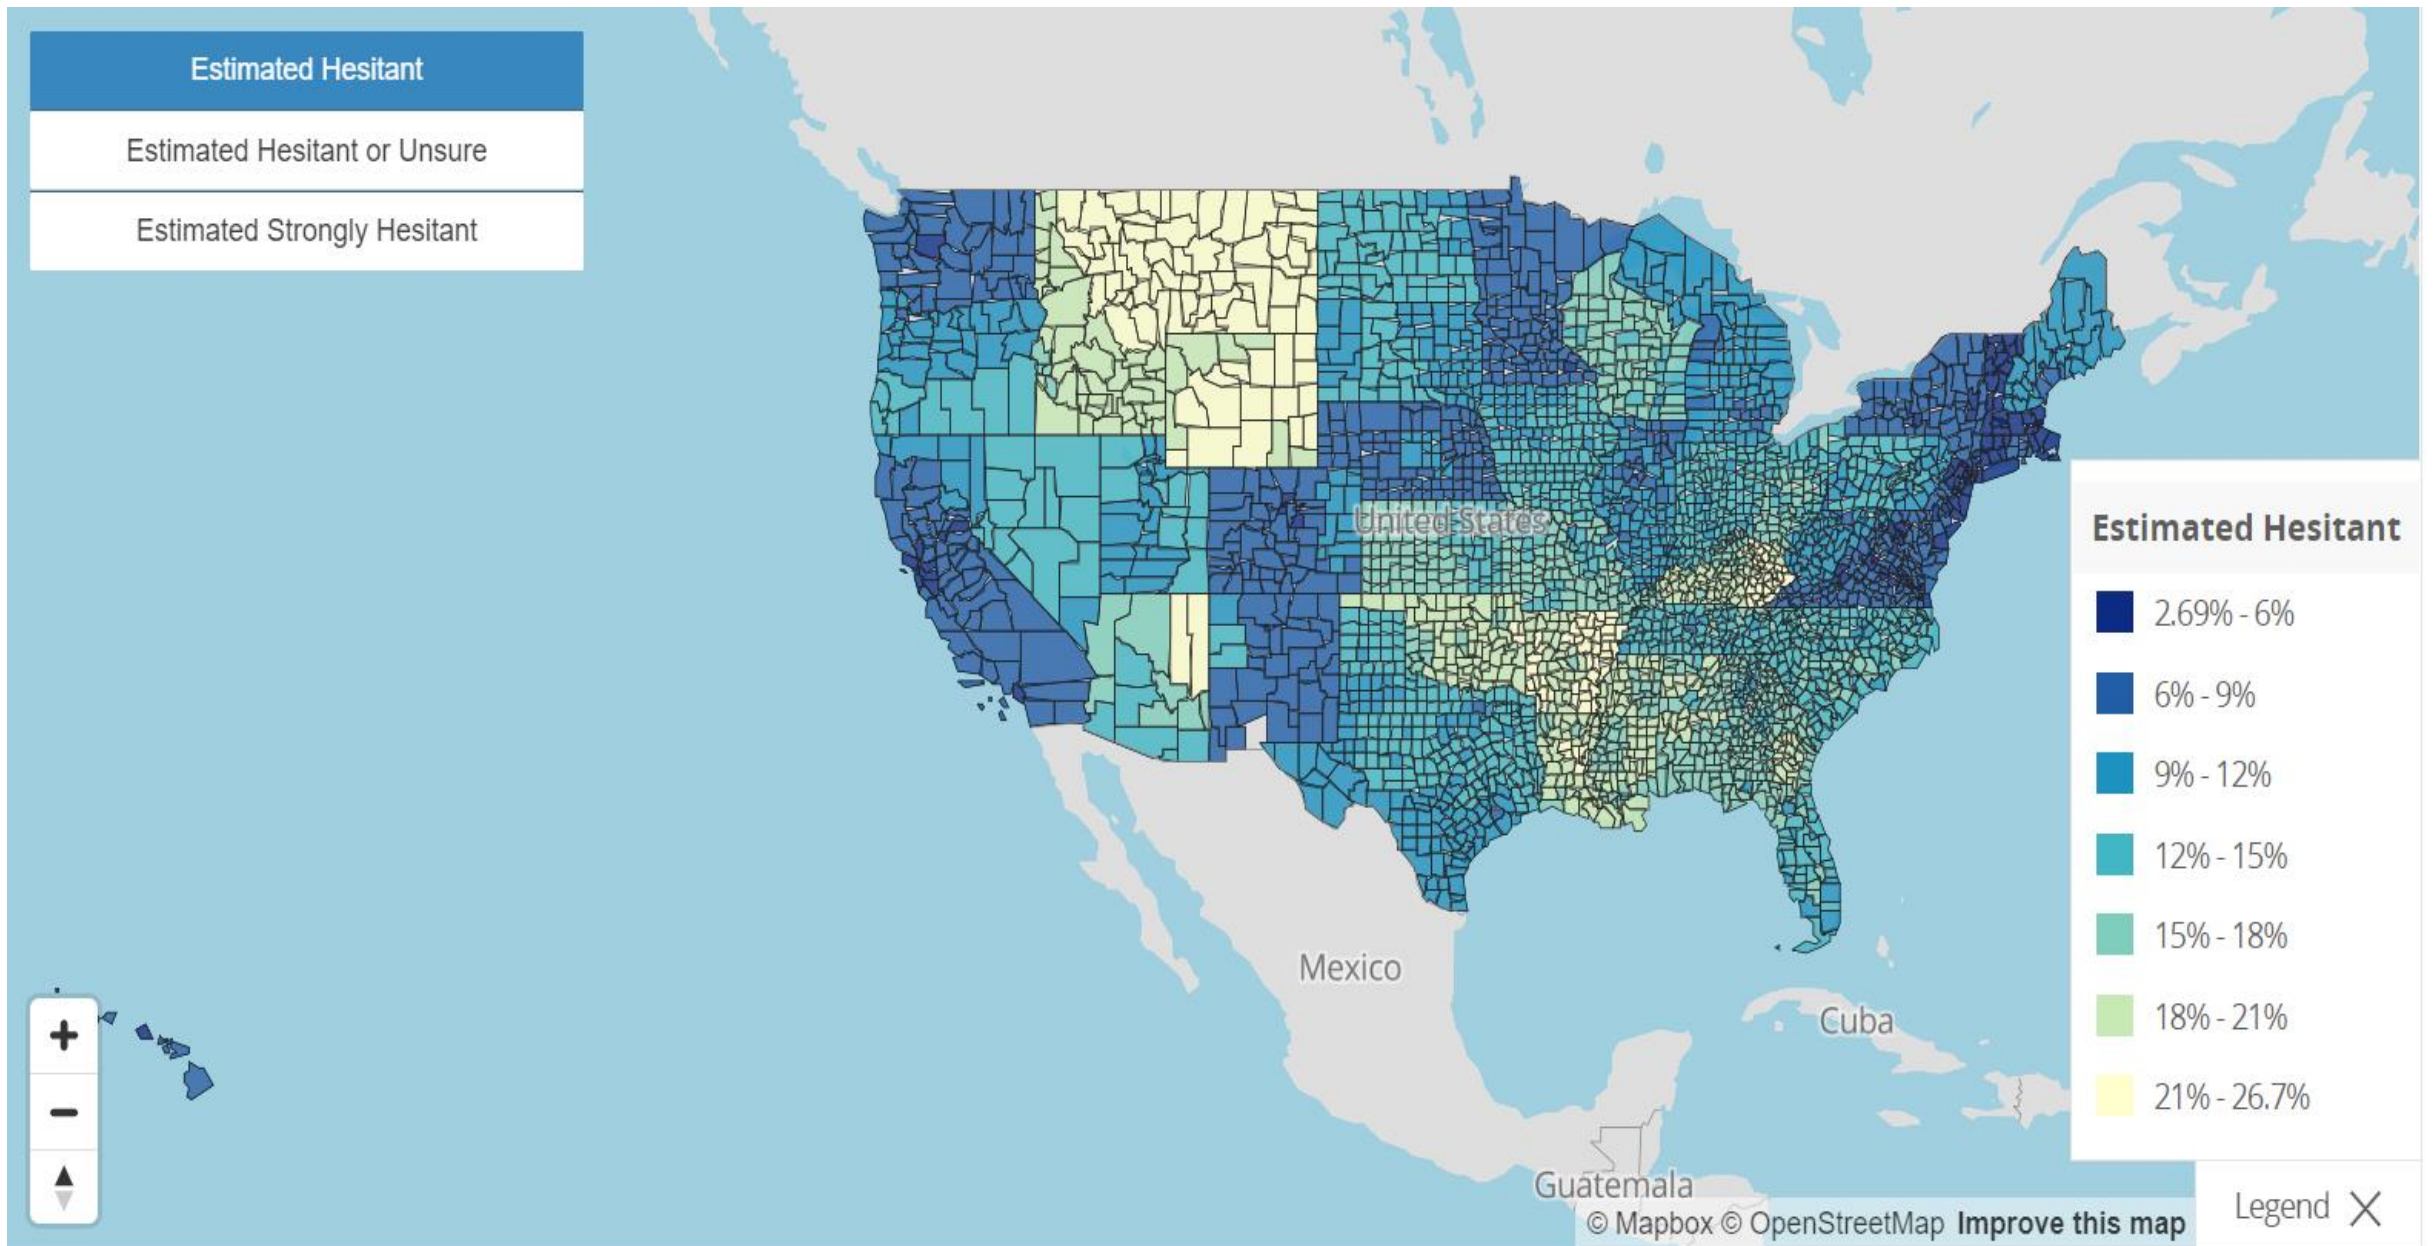 Estimated Hesitant
Estimated Hesitant or Unsure
Estimated Strongly Hesitant
United States
Mexico
Cuba
Guatemala
Estimated Hesitant
2.69% - 6%
6% - 9%
9% - 12%
12% - 15%
15% - 18%
18% - 21%
21% - 26.7%
© Mapbox © OpenStreetMap Improve this map
Legend X